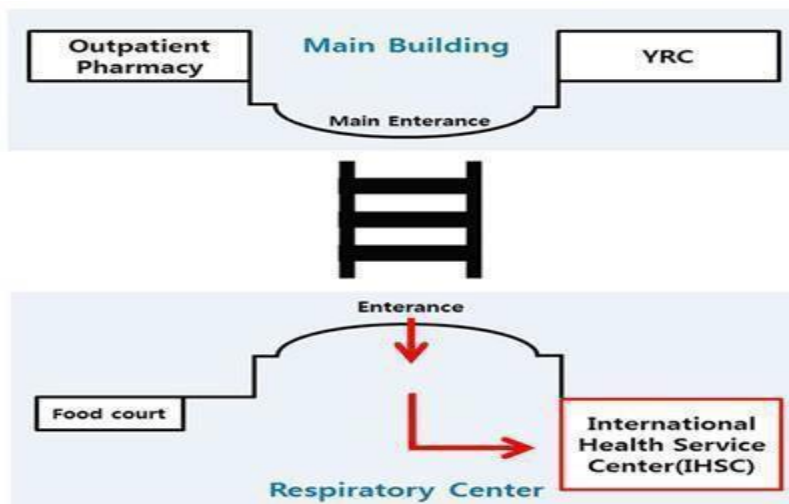 Outpatient
Pharmacy
Main Building
YRC
Main Enterance
Enterance
Food court
International
Health Service
Center(IHSC)
Respiratory Center